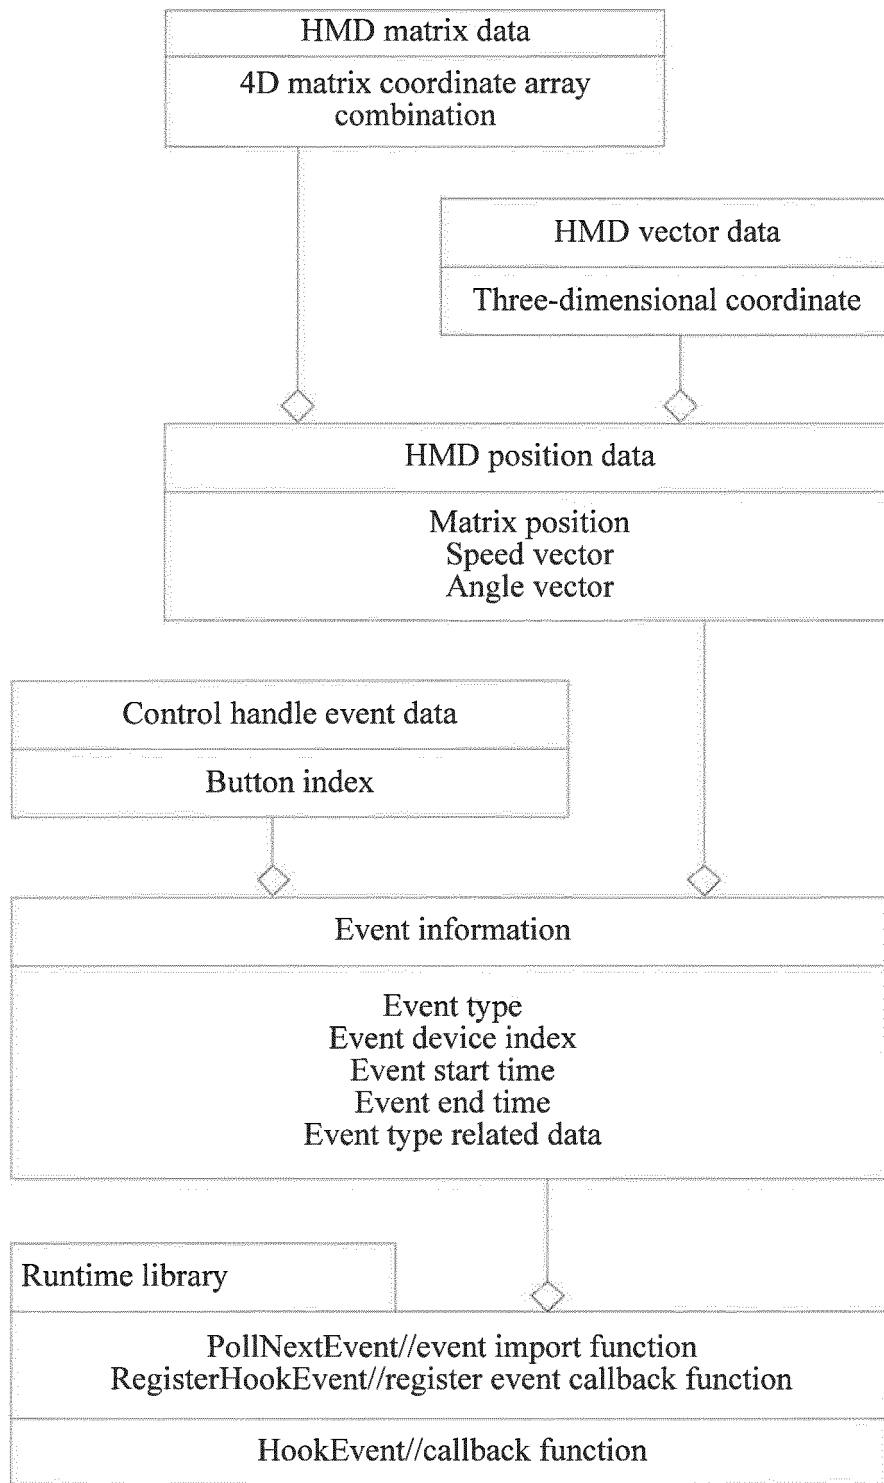 HMD matrix data
4D matrix coordinate array
combination
HMD vector data
Three-dimensional coordinate
HMD position data
Matrix position
Speed vector
Angle vector
Control handle event data
Button index
Event information
Event type
Event device index
Event start time
Event end time
Event type related data
Runtime library
PollNextEvent//event import function
RegisterHookEvent//register event callback function
HookEvent//callback function